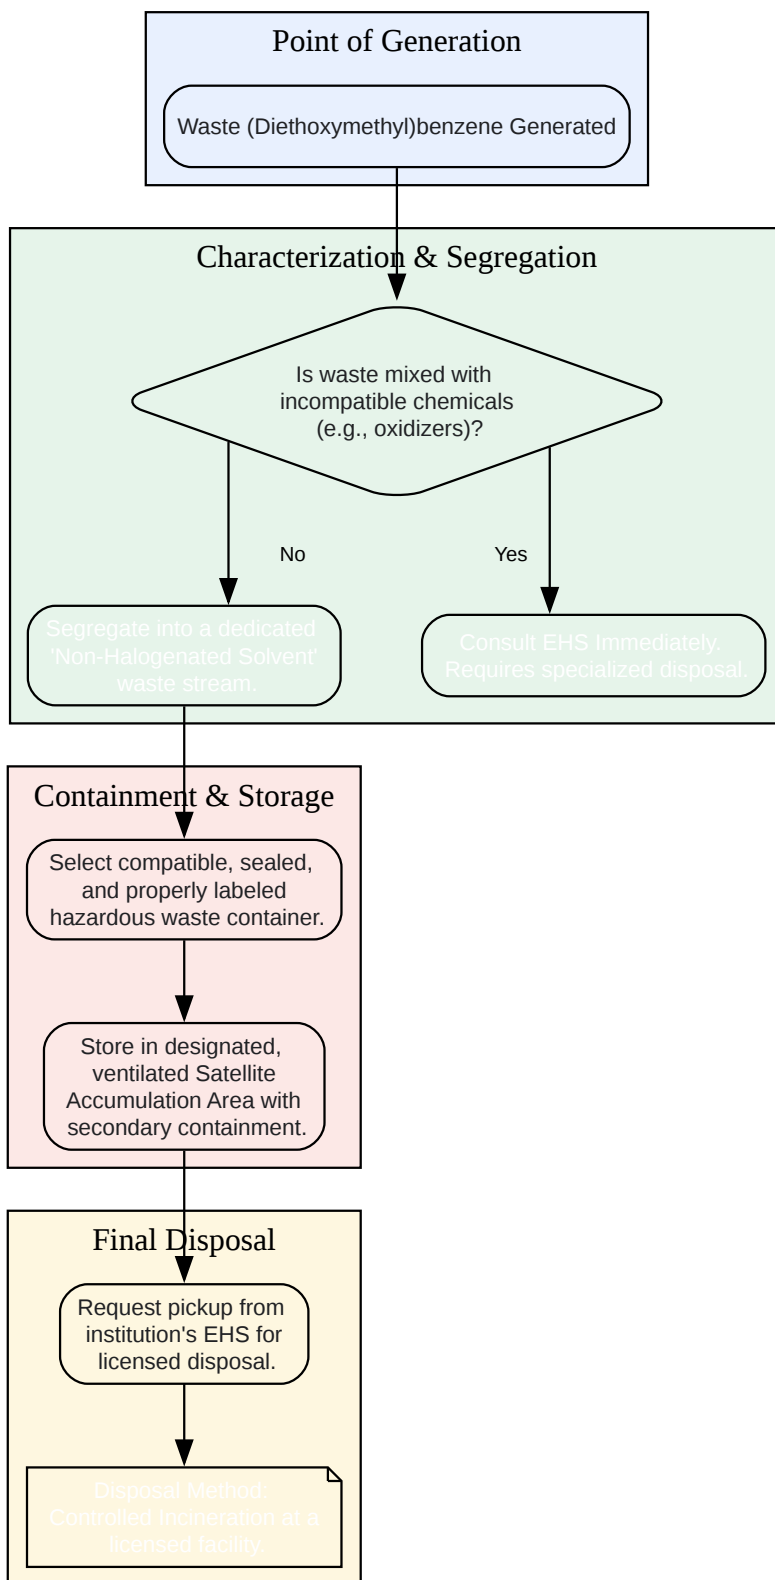 Point of Generation
Waste (Diethoxymethyl)benzene Generated
Characterization & Segregation
Is waste mixed with
incompatible chemicals
(e.g., oxidizers)?
No
Yes
Segregate into a dedicated
'Non-Halogenated Solvent'
waste stream.
Consult EHS Immediately.
Requires specialized disposal.
Containment & Storage
Select compatible, sealed,
and properly labeled
hazardous waste container.
Store in designated,
ventilated Satellite
Accumulation Area with
secondary containment.
Final Disposal
Request pickup from
institution's EHS for
licensed disposal.
Disposal Method:
Controlled Incineration at a
licensed facility.